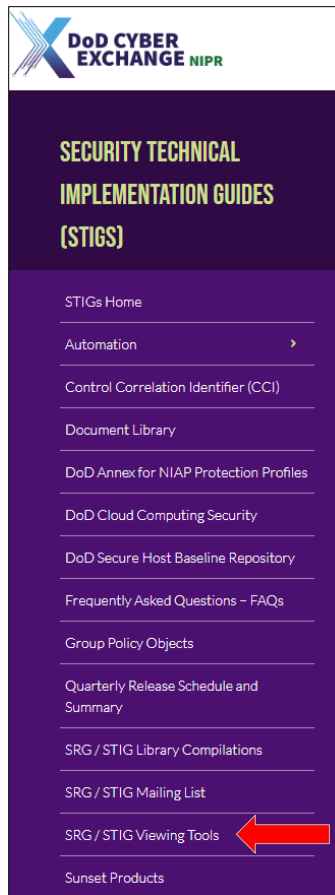 DoD CYBER
EXCHANGE NIPR
SECURITY TECHNICAL
IMPLEMENTATION GUIDES
(STIGS)
STIGs Home
Automation
Control Correlation Identifier (CCI)
Document Library
DoD Annex for NIAP Protection Profiles
DoD Cloud Computing Security
DoD Secure Host Baseline Repository
Frequently Asked Questions – FAQs
Group Policy Objects
Quarterly Release Schedule and
Summary
SRG / STIG Library Compilations
SRG / STIG Mailing List
SRG / STIG Viewing Tools
Sunset Products